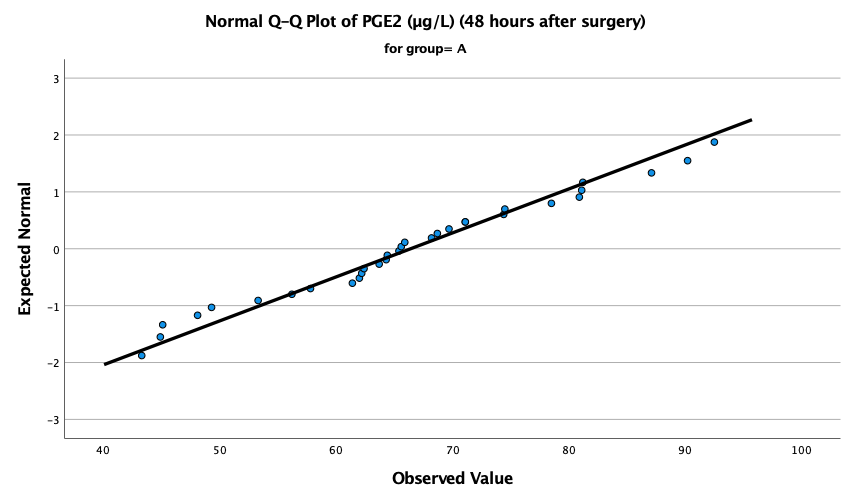 Normal Q-Q Plot of PGE2 (µg/L) (48 hours after surgery)
for group= A
Expected Normal
3
2
1
0
-1
-2
-3
40 50 60 70 80 90 100
Observed Value